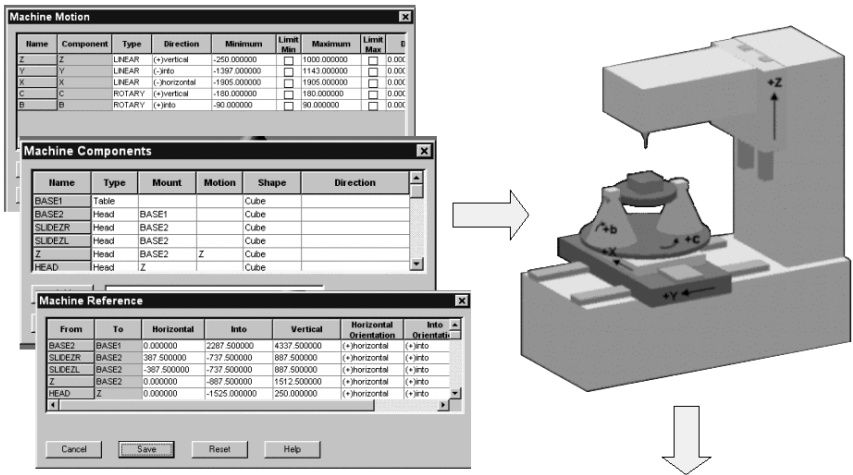 Machine Motion
Name Component Type Direction Minimum Limit Min Maximum Limit Max D
Z Z LINEAR (+)vertical -250.000000 1000.000000 0.000
Y Y LINEAR (-)into -1397.000000 1143.000000 0.000
X X LINEAR (-)horizontal -1905.000000 1905.000000 0.000
C C ROTARY (+)vertical -180.000000 180.000000 0.000
B B ROTARY (+)into -90.000000 90.000000 0.000
Machine Components
Name Type Mount Motion Shape Direction
BASE1 Table Cube
BASE2 Head BASE1 Cube
SLIDEZR Head BASE2 Cube
SLIDEZL Head BASE2 Cube
Z Head BASE2 Z Cube
HEAD Head Z Cube
Machine Reference
From To Horizontal Into Vertical Horizontal Orientation Into Orientatio
BASE2 BASE1 0.000000 2287.500000 4337.500000 (+)horizontal (+)into
SLIDEZR BASE2 387.500000 -737.500000 887.500000 (+)horizontal (+)into
SLIDEZL BASE2 -387.500000 -737.500000 887.500000 (+)horizontal (+)into
Z BASE2 0.000000 -887.500000 1512.500000 (+)horizontal (+)into
HEAD Z 0.000000 -1525.000000 250.000000 (+)horizontal (+)into
Cancel Save Reset Help
+Z
+b
+c
+X
+Y